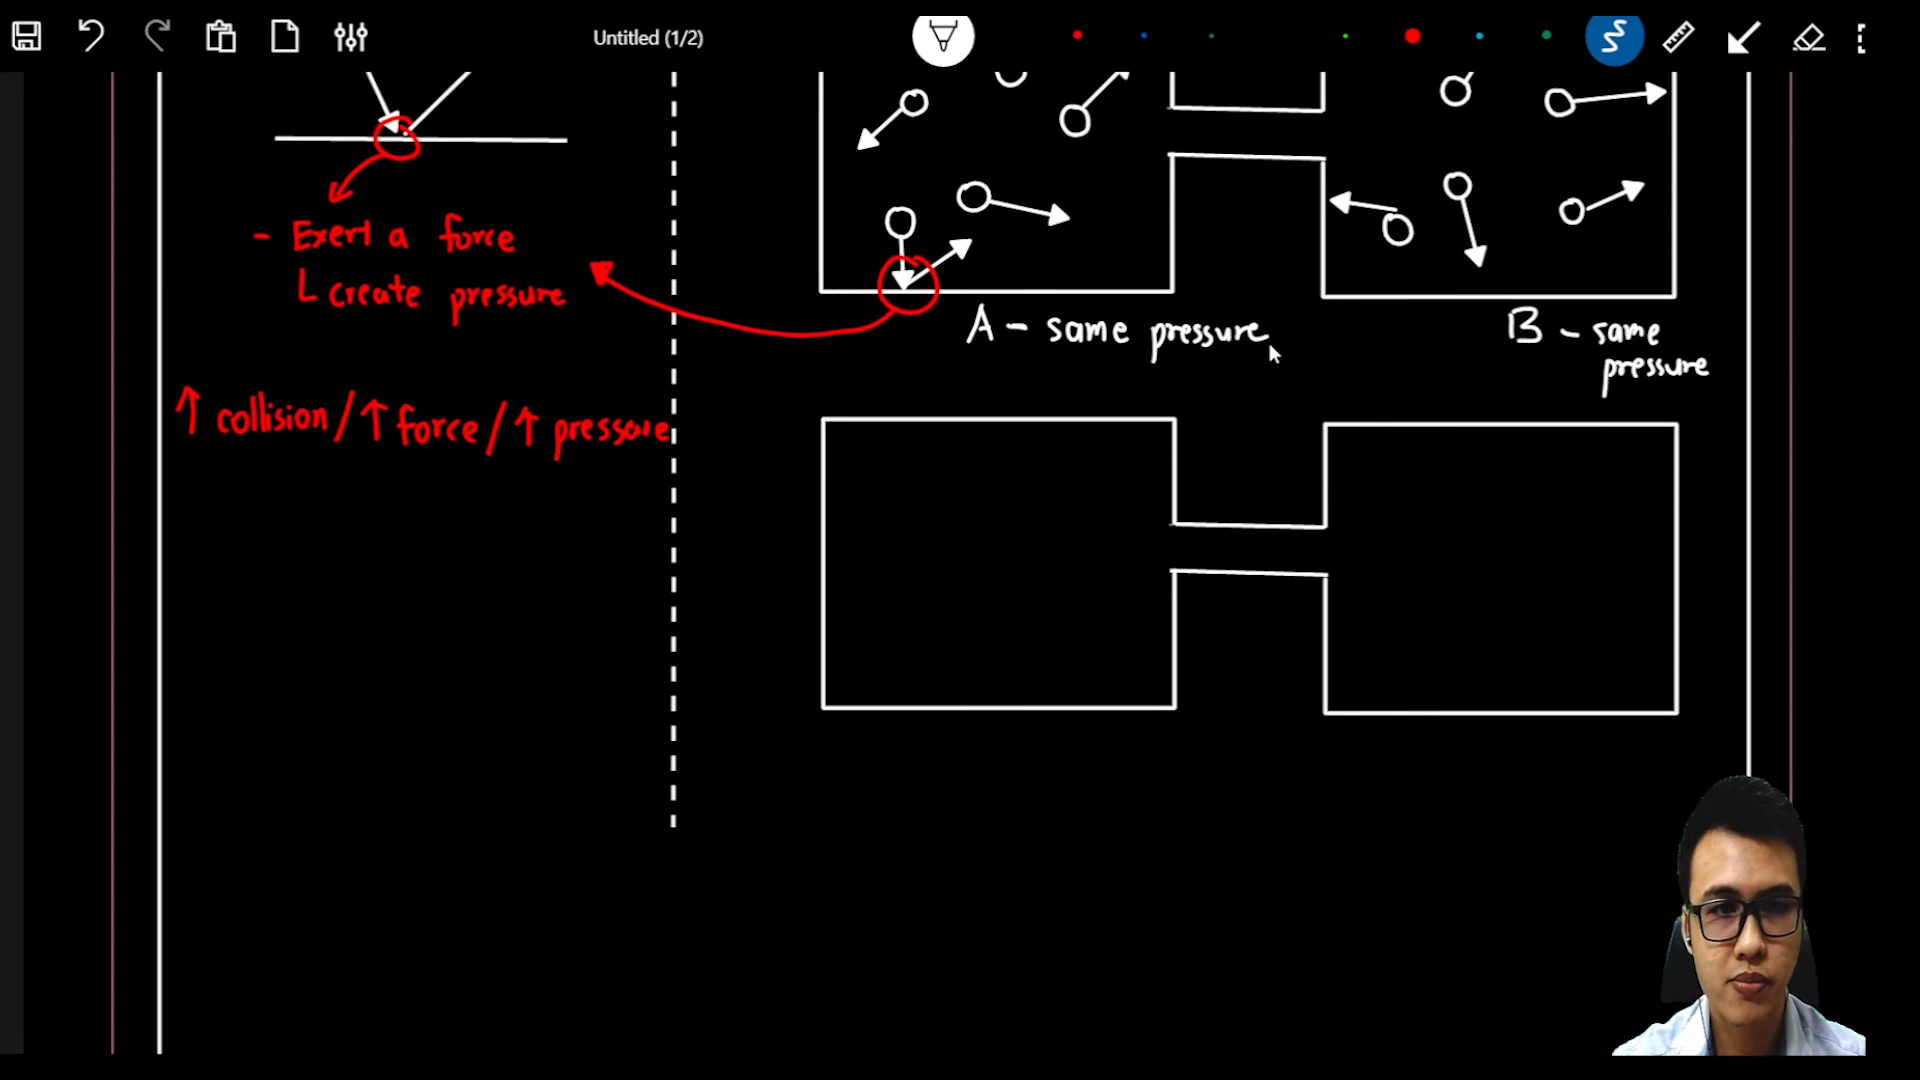 Untitled (1/2)
- Exert a force
L create pressure
↑ collision / ↑ force / ↑ pressure
A - same pressure
B - same
pressure